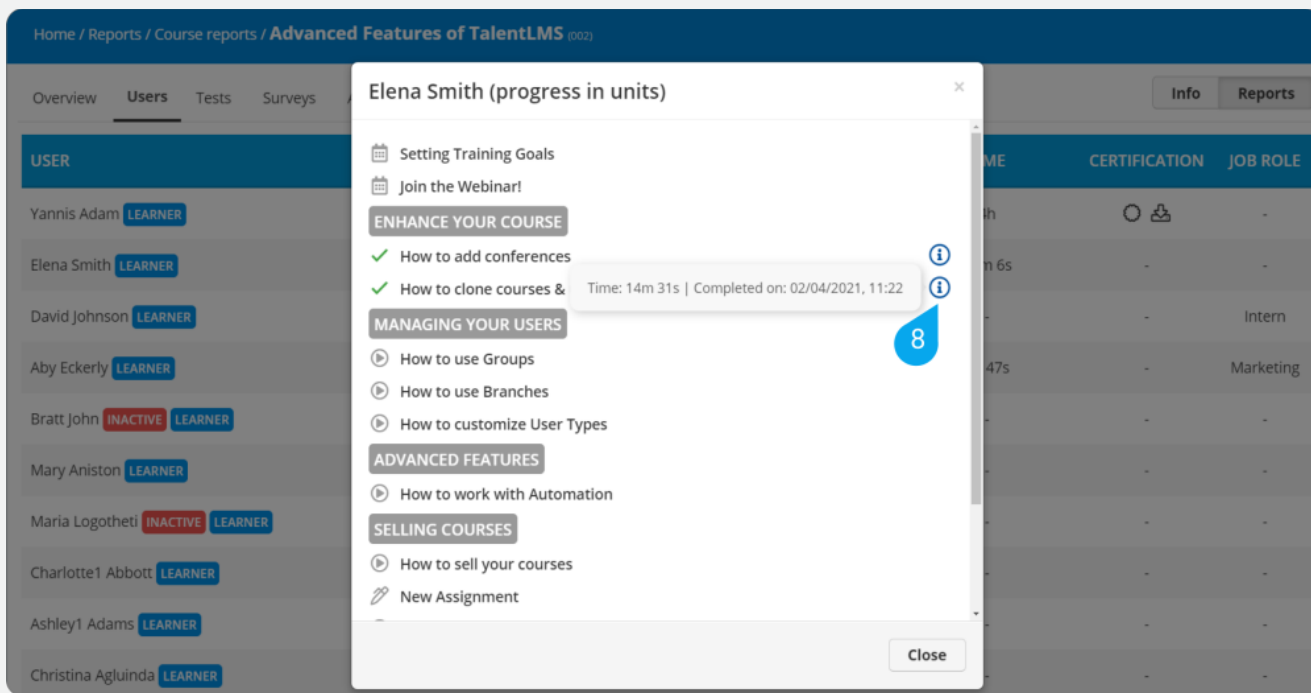 Home / Reports / Course reports / Advanced Features of TalentLMS (002)
Overview Users Tests Surveys
Info Reports
Elena Smith (progress in units) ×
USER
ME CERTIFICATION JOB ROLE
Setting Training Goals
Join the Webinar!
Yannis Adam LEARNER
h -
ENHANCE YOUR COURSE
Elena Smith LEARNER
How to add conferences
m 6s - -
How to clone courses &
Time: 14m 31s | Completed on: 02/04/2021, 11:22
8
David Johnson LEARNER
- - Intern
MANAGING YOUR USERS
How to use Groups
Aby Eckerly LEARNER
47s - Marketing
How to use Branches
Bratt John INACTIVE LEARNER
- - -
How to customize User Types
ADVANCED FEATURES
Mary Aniston LEARNER
- - -
How to work with Automation
Maria Logotheti INACTIVE LEARNER
- - -
SELLING COURSES
How to sell your courses
Charlotte1 Abbott LEARNER
- - -
New Assignment
Ashley1 Adams LEARNER
- - -
Close
Christina Agluinda LEARNER
- - -